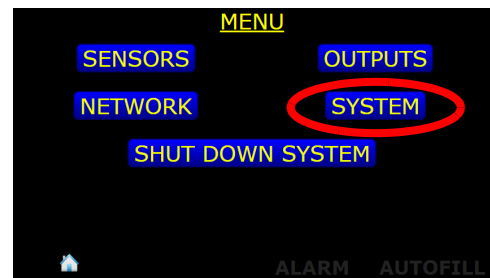 MENU
SENSORS OUTPUTS
NETWORK SYSTEM
SHUT DOWN SYSTEM
ALARM AUTOFILL